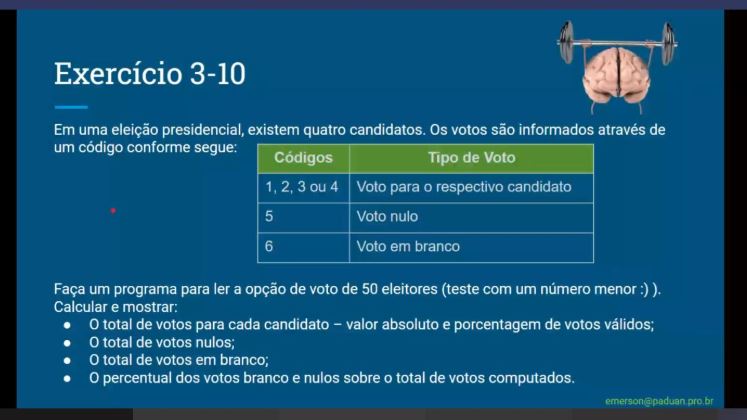 Exercício 3-10
Em uma eleição presidencial, existem quatro candidatos. Os votos são informados através de
um código conforme segue:
Códigos Tipo de Voto
1, 2, 3 ou 4 Voto para o respectivo candidato
5 Voto nulo
6 Voto em branco
Faça um programa para ler a opção de voto de 50 eleitores (teste com um número menor :) ).
Calcular e mostrar:
● O total de votos para cada candidato – valor absoluto e porcentagem de votos válidos;
● O total de votos nulos;
● O total de votos em branco;
● O percentual dos votos branco e nulos sobre o total de votos computados.
emerson@paduan.pro.br